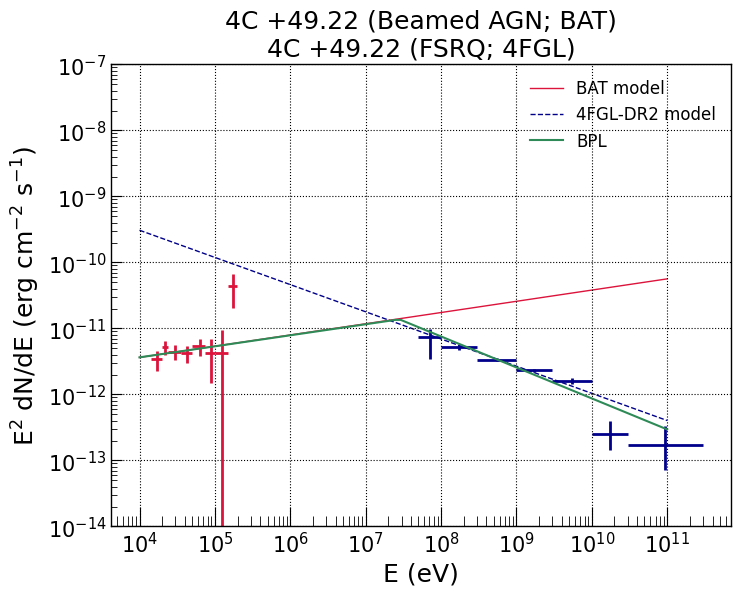 4C +49.22 (Beamed AGN; BAT)
4C +49.22 (FSRQ; 4FGL)
E² dN/dE (erg cm⁻² s⁻¹)
10⁻⁷
10⁻⁸
10⁻⁹
10⁻¹⁰
10⁻¹¹
10⁻¹²
10⁻¹³
10⁻¹⁴
BAT model
4FGL-DR2 model
BPL
10⁴ 10⁵ 10⁶ 10⁷ 10⁸ 10⁹ 10¹⁰ 10¹¹
E (eV)